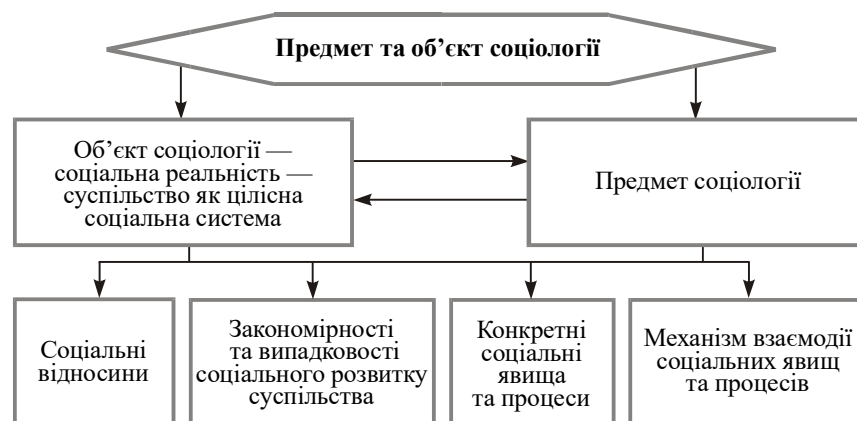 Предмет та об’єкт соціології
Об’єкт соціології —
соціальна реальність —
суспільство як цілісна
соціальна система
Предмет соціології
Соціальні
відносини
Закономірності
та випадковості
соціального розвитку
суспільства
Конкретні
соціальні
явища
та процеси
Механізм взаємодії
соціальних явищ
та процесів